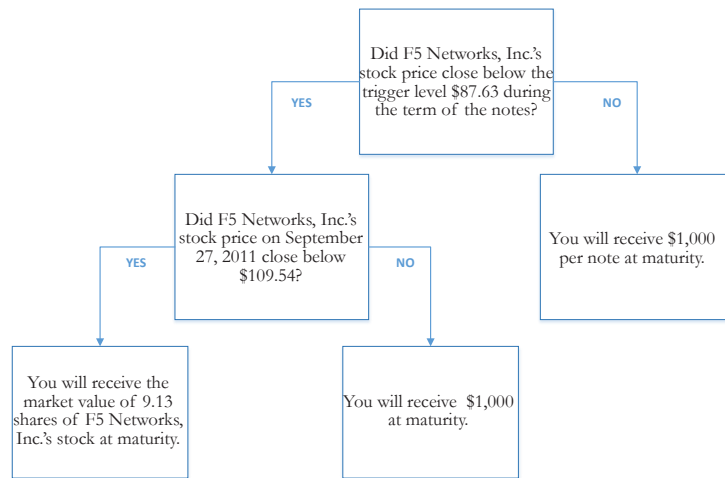 Did F5 Networks, Inc.'s
stock price close below the
trigger level $87.63 during
the term of the notes?
YES
NO
Did F5 Networks, Inc.'s
stock price on September
27, 2011 close below
$109.54?
You will receive $1,000
per note at maturity.
YES
NO
You will receive the
market value of 9.13
shares of F5 Networks,
Inc.'s stock at maturity.
You will receive $1,000
at maturity.